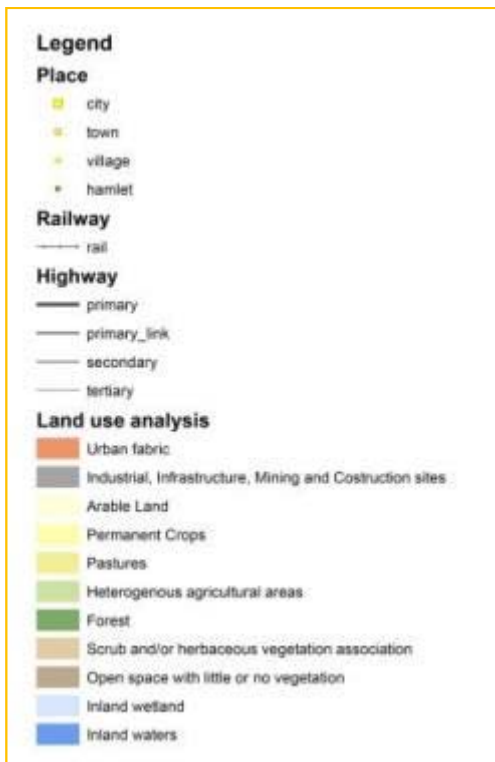 Legend
Place
city
town
village
hamlet
Railway
rail
Highway
primary
primary_link
secondary
tertiary
Land use analysis
Urban fabric
Industrial, Infrastructure, Mining and Costruction sites
Arable Land
Permanent Crops
Pastures
Heterogenous agricultural areas
Forest
Scrub and/or herbaceous vegetation association
Open space with little or no vegetation
Inland wetland
Inland waters